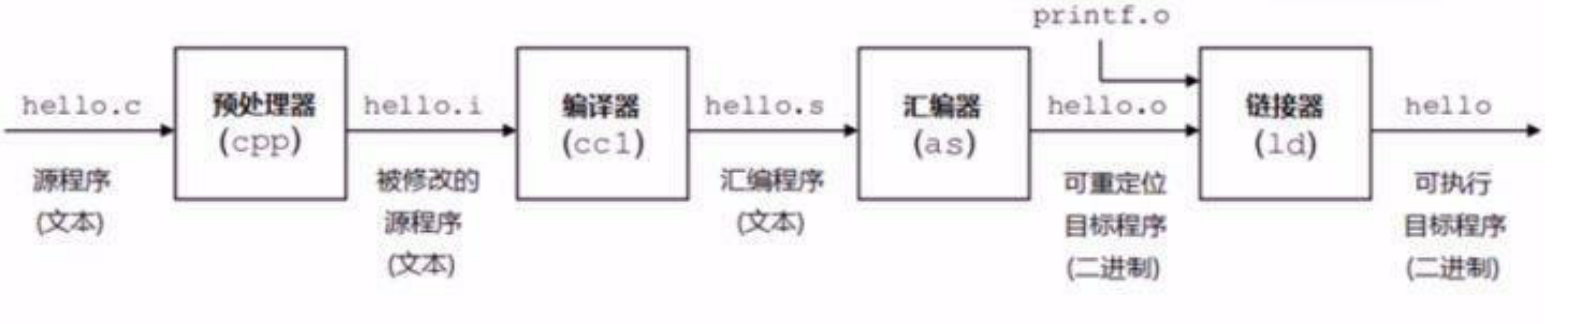 printf.o
hello.c
预处理器
(cpp)
hello.i
编译器
(cc1)
hello.s
汇编器
(as)
hello.o
链接器
(ld)
hello
源程序
(文本)
被修改的
源程序
(文本)
汇编程序
(文本)
可重定位
目标程序
(二进制)
可执行
目标程序
(二进制)